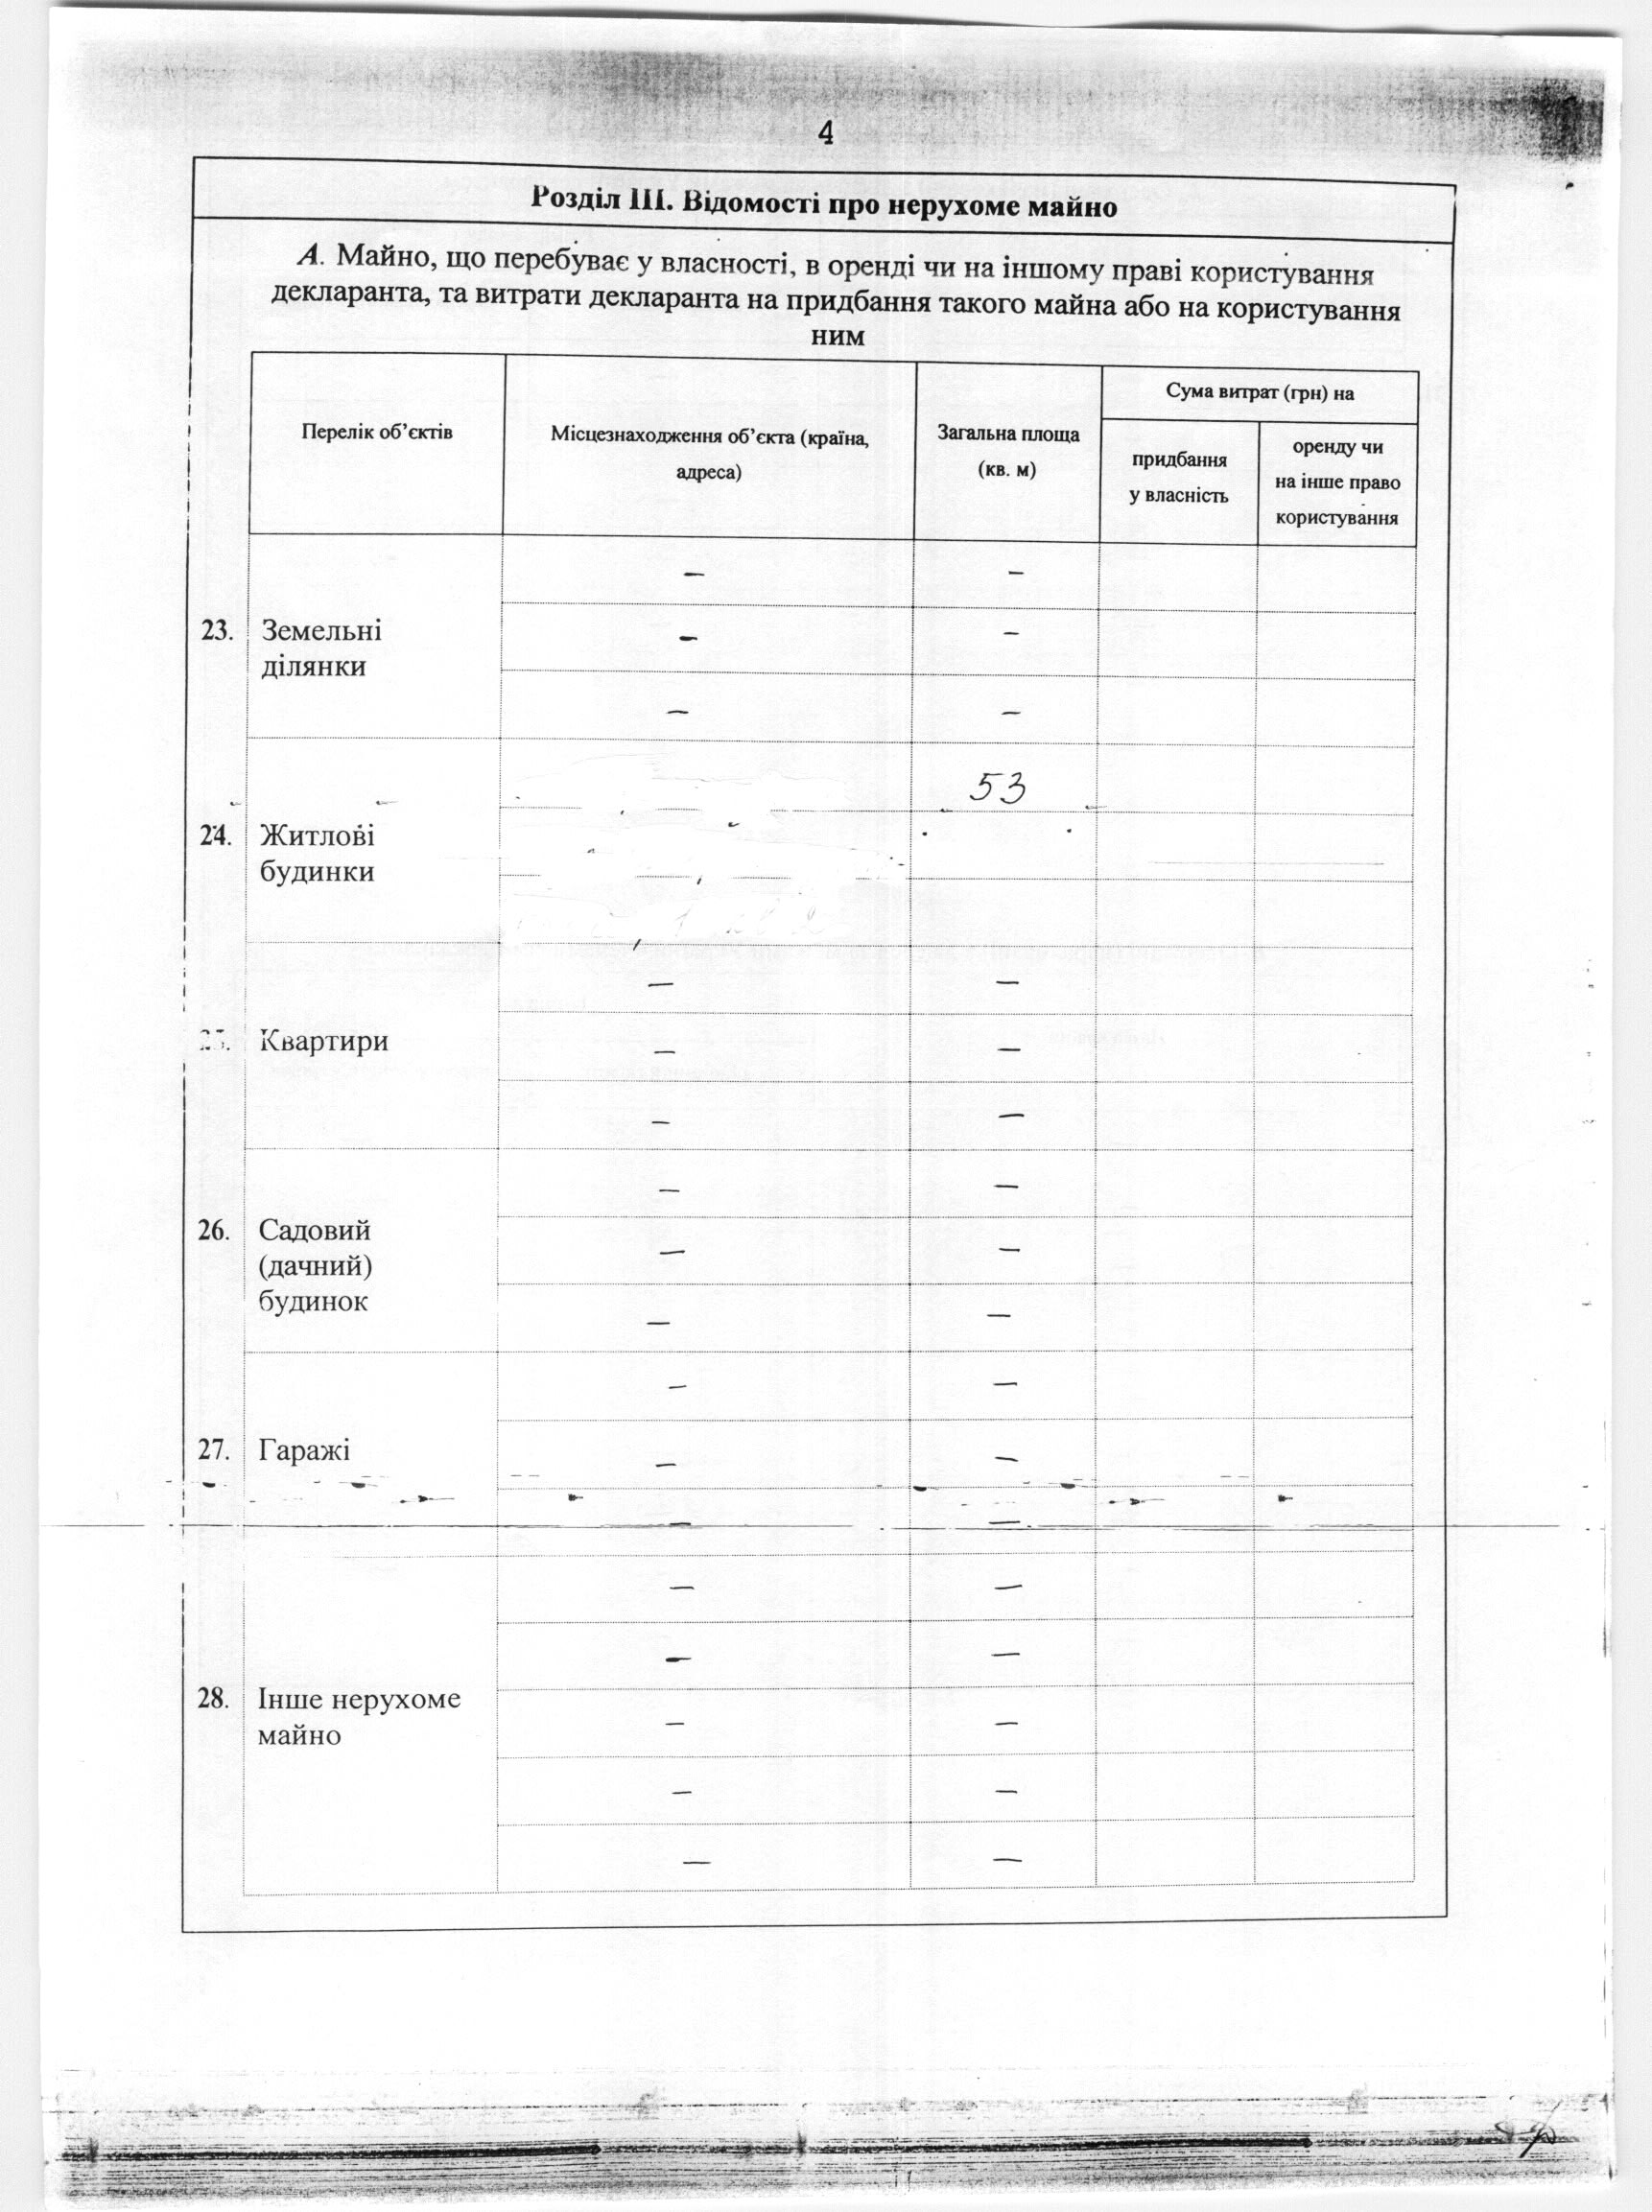 4
Розділ III. Відомості про нерухоме майно
А. Майно, що перебуває у власності, в оренді чи на іншому праві користування
декларанта, та витрати декларанта на придбання такого майна або на користування
ним
Перелік об’єктів
Місцезнаходження об’єкта (країна,
адреса)
Загальна площа
(кв. м)
Сума витрат (грн) на
придбання
у власність
оренду чи
на інше право
користування
– –
23. Земельні
ділянки
– –
– –
53
24. Житлові
будинки
– –
Квартири
– –
– –
– –
26. Садовий
(дачний)
будинок
– –
– –
– –
27. Гаражі
– –
– –
– –
– –
28. Інше нерухоме
майно
– –
– –
– –